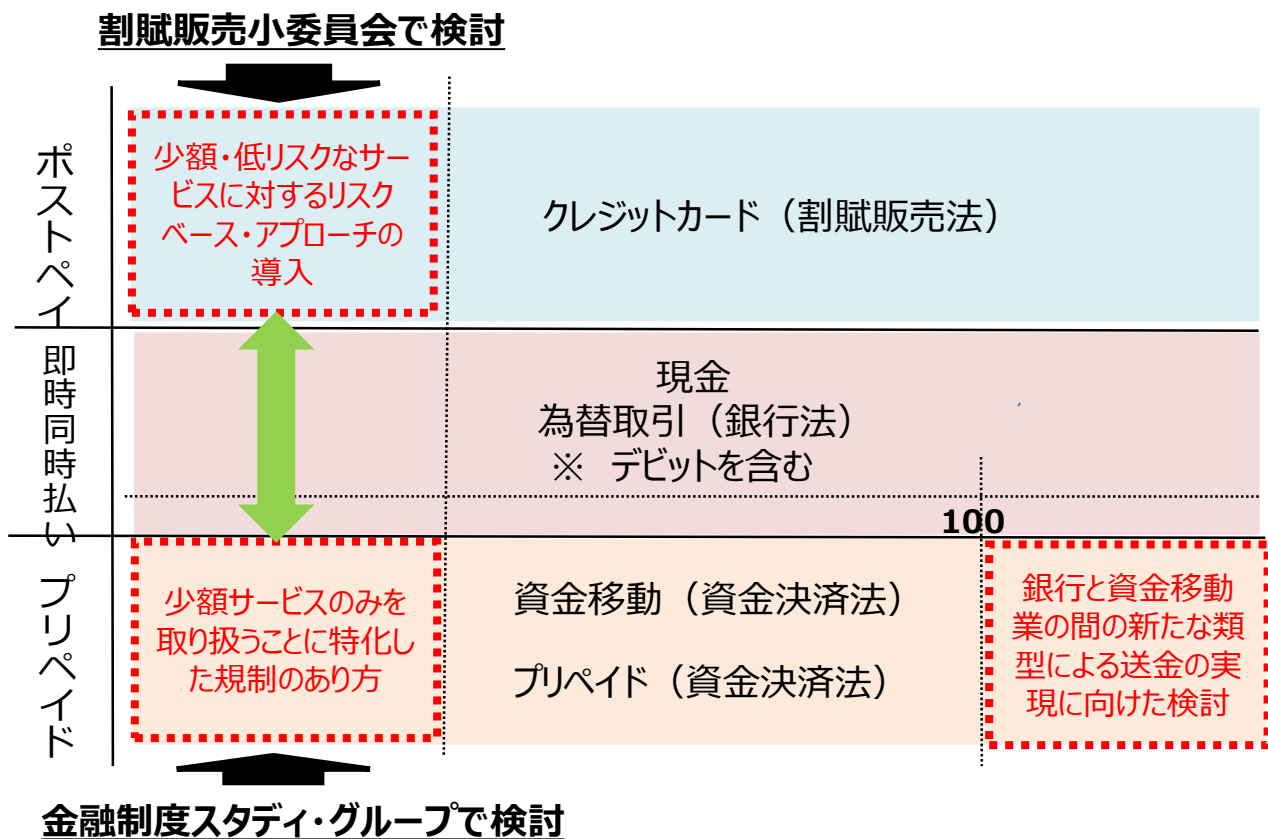 割賦販売小委員会で検討
ポストペイ
少額・低リスクなサー
ビスに対するリスク
ベース・アプローチの
導入
クレジットカード（割賦販売法）
即時同時払い
現金
為替取引（銀行法）
※　デビットを含む
100
プリペイド
少額サービスのみを
取り扱うことに特化し
た規制のあり方
資金移動（資金決済法）
プリペイド（資金決済法）
銀行と資金移動
業の間の新たな類
型による送金の実
現に向けた検討
金融制度スタディ・グループで検討